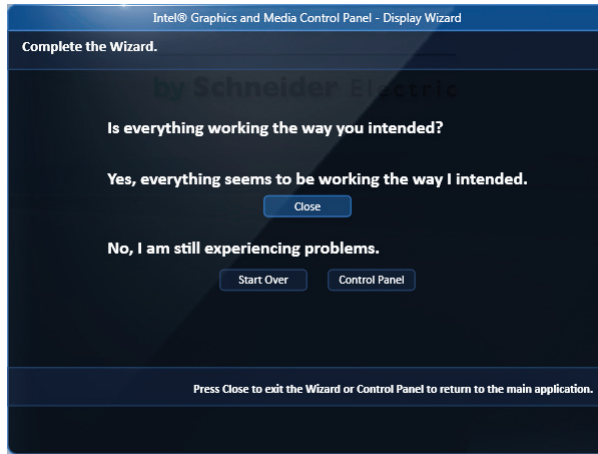 Intel® Graphics and Media Control Panel - Display Wizard
Complete the Wizard.
by Schneider Electric
Is everything working the way you intended?
Yes, everything seems to be working the way I intended.
Close
No, I am still experiencing problems.
Start Over Control Panel
Press Close to exit the Wizard or Control Panel to return to the main application.